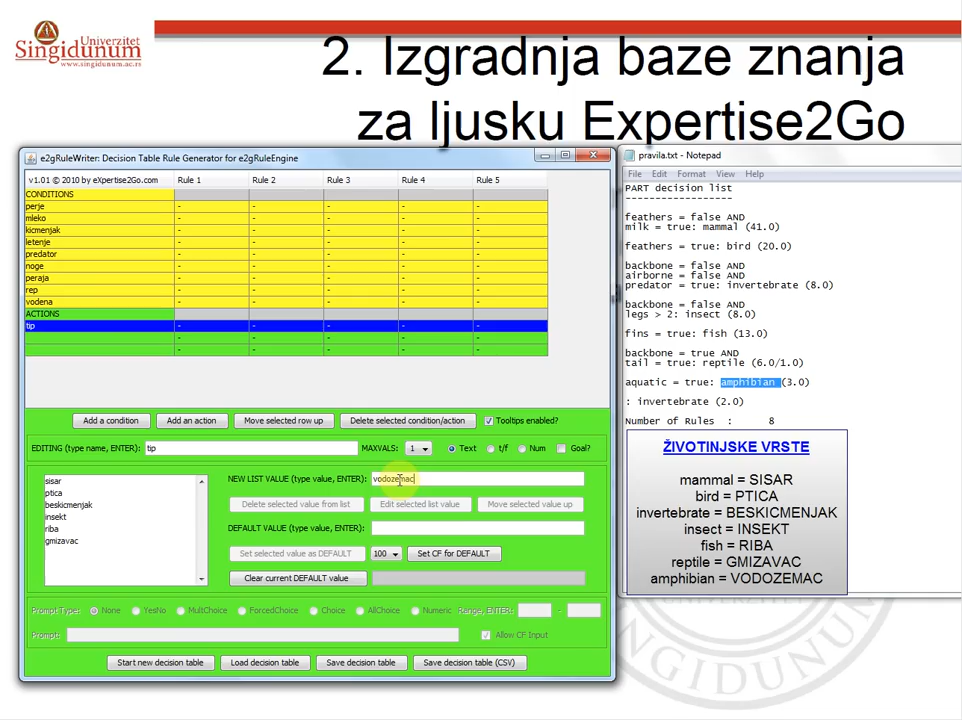 Univerzitet
Singidunum
www.singidunum.ac.rs
2. Izgradnja baze znanja
za ljusku Expertise2Go
e2gRuleWriter: Decision Table Rule Generator for e2gRuleEngine
v1.01 © 2010 by eXpertise2Go.com Rule 1 Rule 2 Rule 3 Rule 4 Rule 5
CONDITIONS
perje - - - - -
mleko - - - - -
kicmenjak - - - - -
letenje - - - - -
predator - - - - -
noge - - - - -
peraja - - - - -
rep - - - - -
vodena - - - - -
ACTIONS
tip - - - - -
- - - - -
- - - - -
Add a condition Add an action Move selected row up Delete selected condition/action Tooltips enabled?
EDITING (type name, ENTER): tip MAXVALS: 1 Text t/f Num Goal?
sisar
ptica
beskicmenjak
insekt
riba
gmizavac
NEW LIST VALUE (type value, ENTER): vodozemac
Delete selected value from list Edit selected list value Move selected value up
DEFAULT VALUE (type value, ENTER):
Set selected value as DEFAULT 100 Set CF for DEFAULT
Clear current DEFAULT value
Prompt Type: None YesNo MultChoice ForcedChoice Choice AllChoice Numeric Range, ENTER: -
Prompt: Allow CF Input
Start new decision table Load decision table Save decision table Save decision table (CSV)
pravila.txt - Notepad
File Edit Format View Help
PART decision list
------------------
feathers = false AND
milk = true: mammal (41.0)
feathers = true: bird (20.0)
backbone = false AND
airborne = false AND
predator = true: invertebrate (8.0)
backbone = false AND
legs > 2: insect (8.0)
fins = true: fish (13.0)
backbone = true AND
tail = true: reptile (6.0/1.0)
aquatic = true: amphibian (3.0)
: invertebrate (2.0)
Number of Rules : 8
ŽIVOTINJSKE VRSTE
mammal = SISAR
bird = PTICA
invertebrate = BESKICMENJAK
insect = INSEKT
fish = RIBA
reptile = GMIZAVAC
amphibian = VODOZEMAC